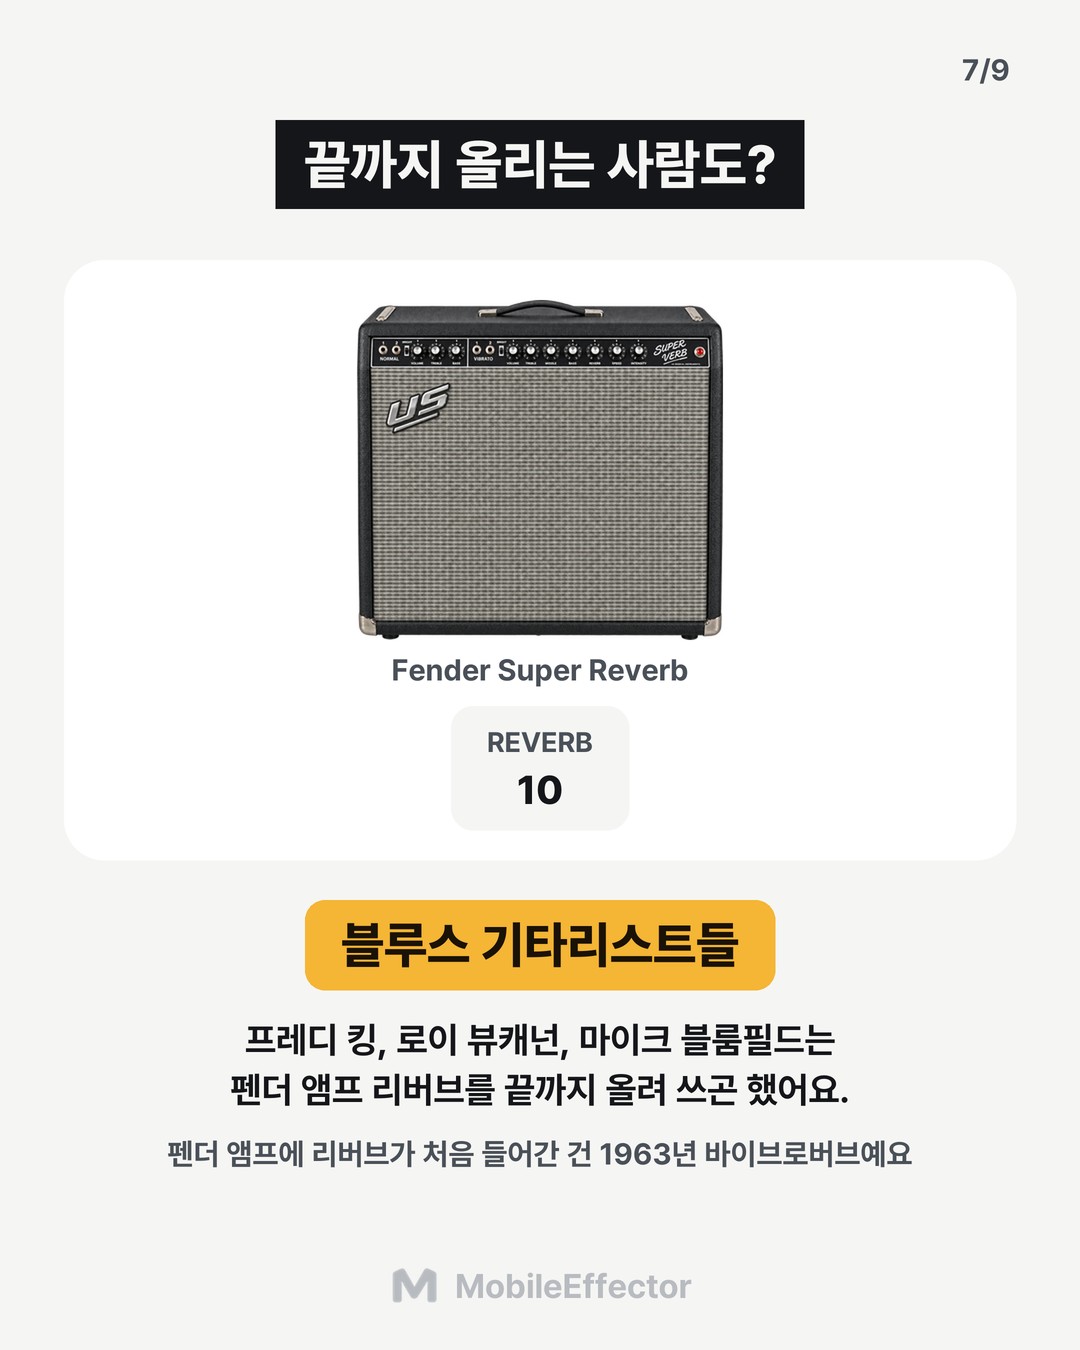 7/9
끝까지 올리는 사람도?
NORMAL
VIBRATO
SUPER
VERB
US
Fender Super Reverb
REVERB
10
블루스 기타리스트들
프레디 킹, 로이 뷰캐넌, 마이크 블룸필드는
펜더 앰프 리버브를 끝까지 올려 쓰곤 했어요.
펜더 앰프에 리버브가 처음 들어간 건 1963년 바이브로버브예요
MobileEffector